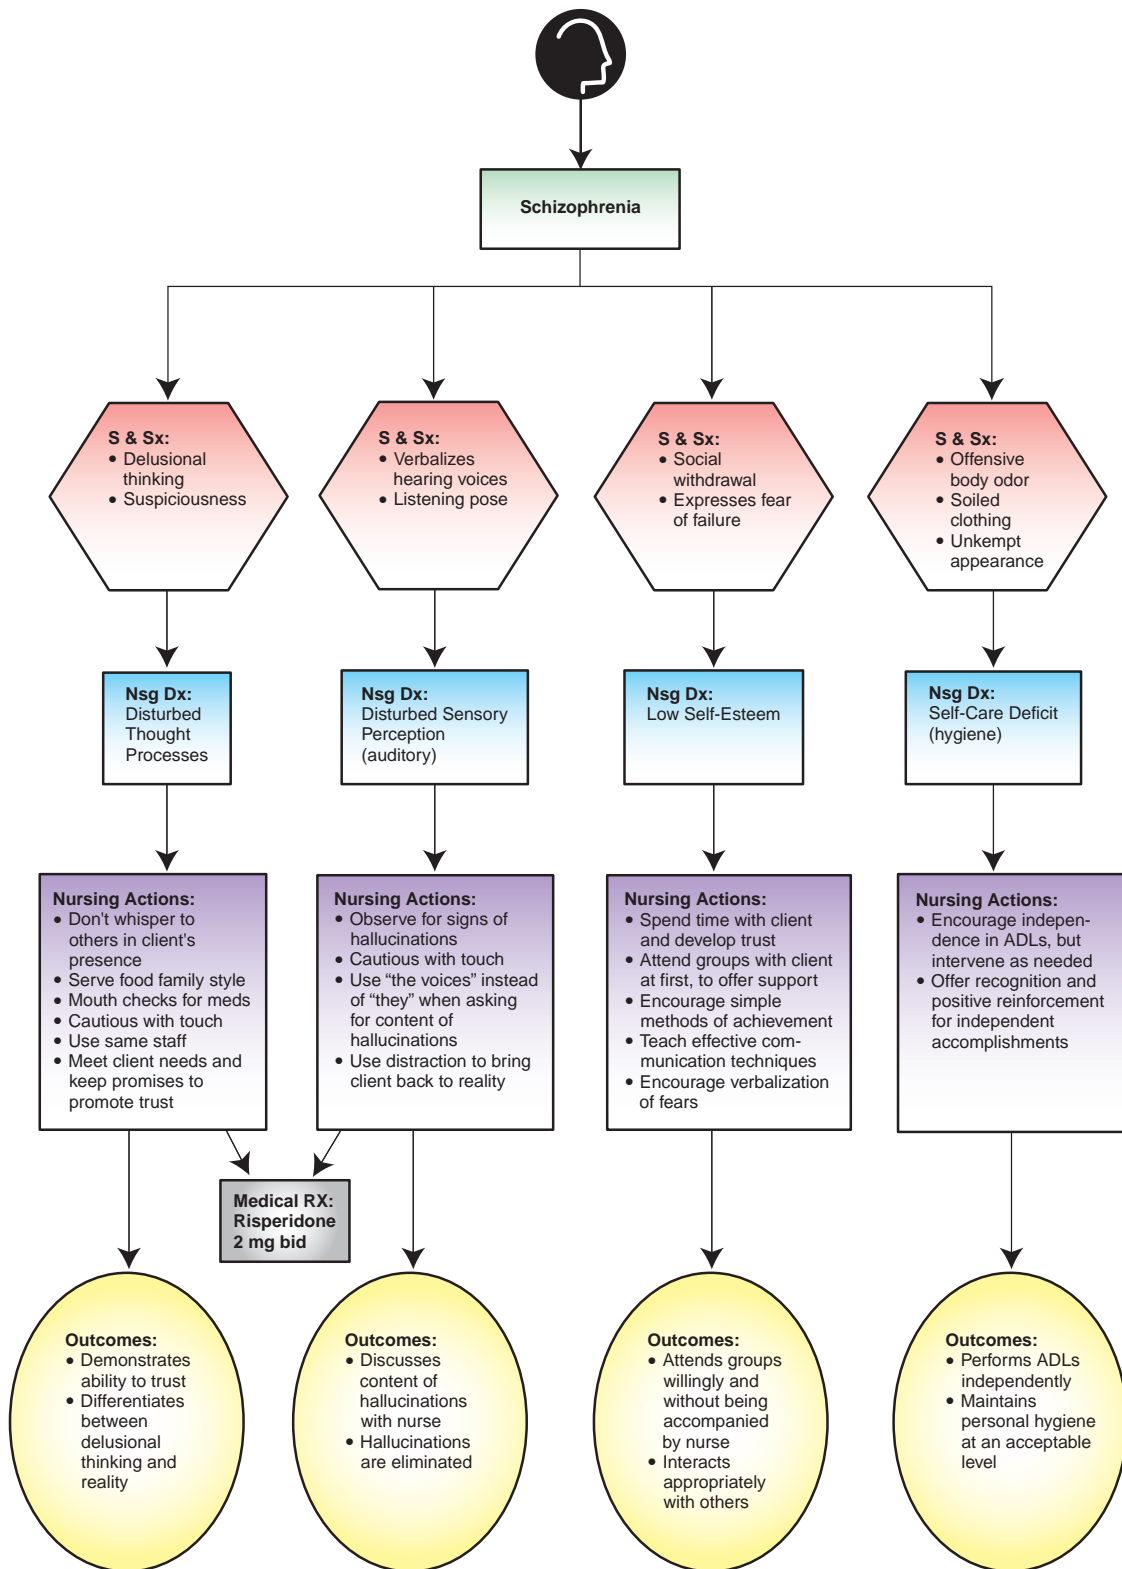 Schizophrenia
S & Sx:
• Delusional
thinking
• Suspiciousness
S & Sx:
• Verbalizes
hearing voices
• Listening pose
S & Sx:
• Social
withdrawal
• Expresses fear
of failure
S & Sx:
• Offensive
body odor
• Soiled
clothing
• Unkempt
appearance
Nsg Dx:
Disturbed
Thought
Processes
Nsg Dx:
Disturbed Sensory
Perception
(auditory)
Nsg Dx:
Low Self-Esteem
Nsg Dx:
Self-Care Deficit
(hygiene)
Nursing Actions:
• Don't whisper to
others in client's
presence
• Serve food family style
• Mouth checks for meds
• Cautious with touch
• Use same staff
• Meet client needs and
keep promises to
promote trust
Nursing Actions:
• Observe for signs of
hallucinations
• Cautious with touch
• Use “the voices” instead
of “they” when asking
for content of
hallucinations
• Use distraction to bring
client back to reality
Nursing Actions:
• Spend time with client
and develop trust
• Attend groups with client
at first, to offer support
• Encourage simple
methods of achievement
• Teach effective com-
munication techniques
• Encourage verbalization
of fears
Nursing Actions:
• Encourage indepen-
dence in ADLs, but
intervene as needed
• Offer recognition and
positive reinforcement
for independent
accomplishments
Medical RX:
Risperidone
2 mg bid
Outcomes:
• Demonstrates
ability to trust
• Differentiates
between
delusional
thinking and
reality
Outcomes:
• Discusses
content of
hallucinations
with nurse
• Hallucinations
are eliminated
Outcomes:
• Attends groups
willingly and
without being
accompanied
by nurse
• Interacts
appropriately
with others
Outcomes:
• Performs ADLs
independently
• Maintains
personal hygiene
at an acceptable
level